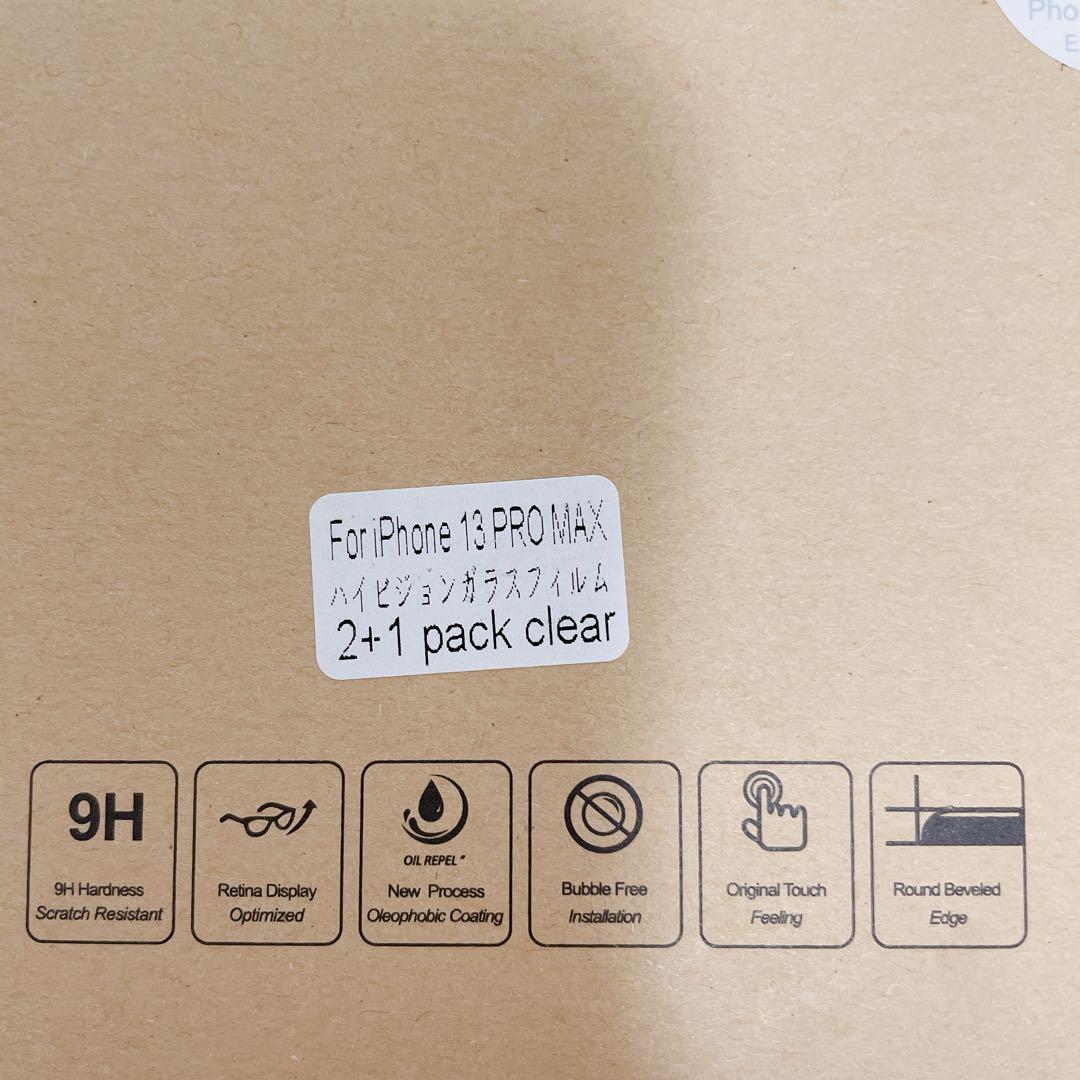 Pho
E
For iPhone 13 PRO MAX
ハイビジョンガラスフィルム
2+1 pack clear
9H
9H Hardness
Scratch Resistant
Retina Display
Optimized
OIL REPEL"
New Process
Oleophobic Coating
Bubble Free
Installation
Original Touch
Feeling
Round Beveled
Edge